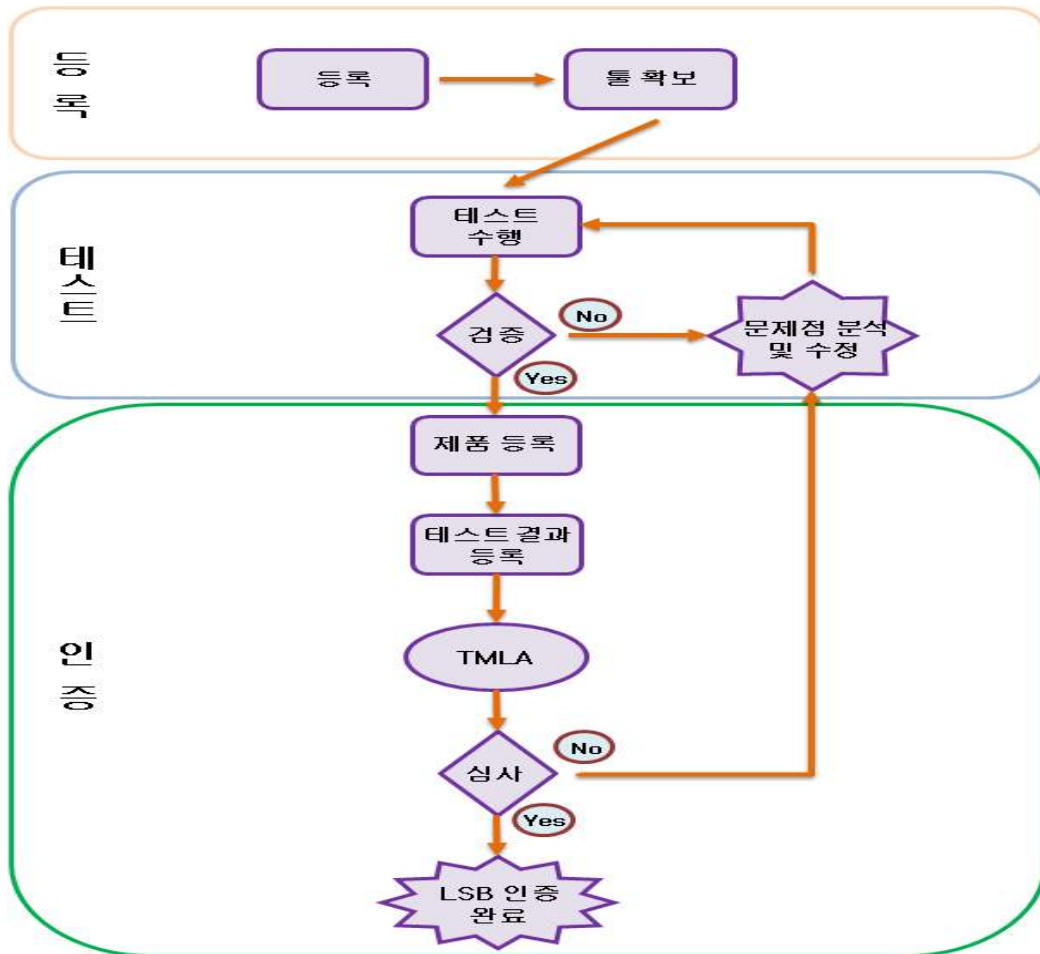 등
록
등록
툴 확보
테스트
테스트
수행
검증
No
Yes
문제점 분석
및 수정
인
증
제품 등록
테스트 결과
등록
TMLA
심사
No
Yes
LSB 인증
완료